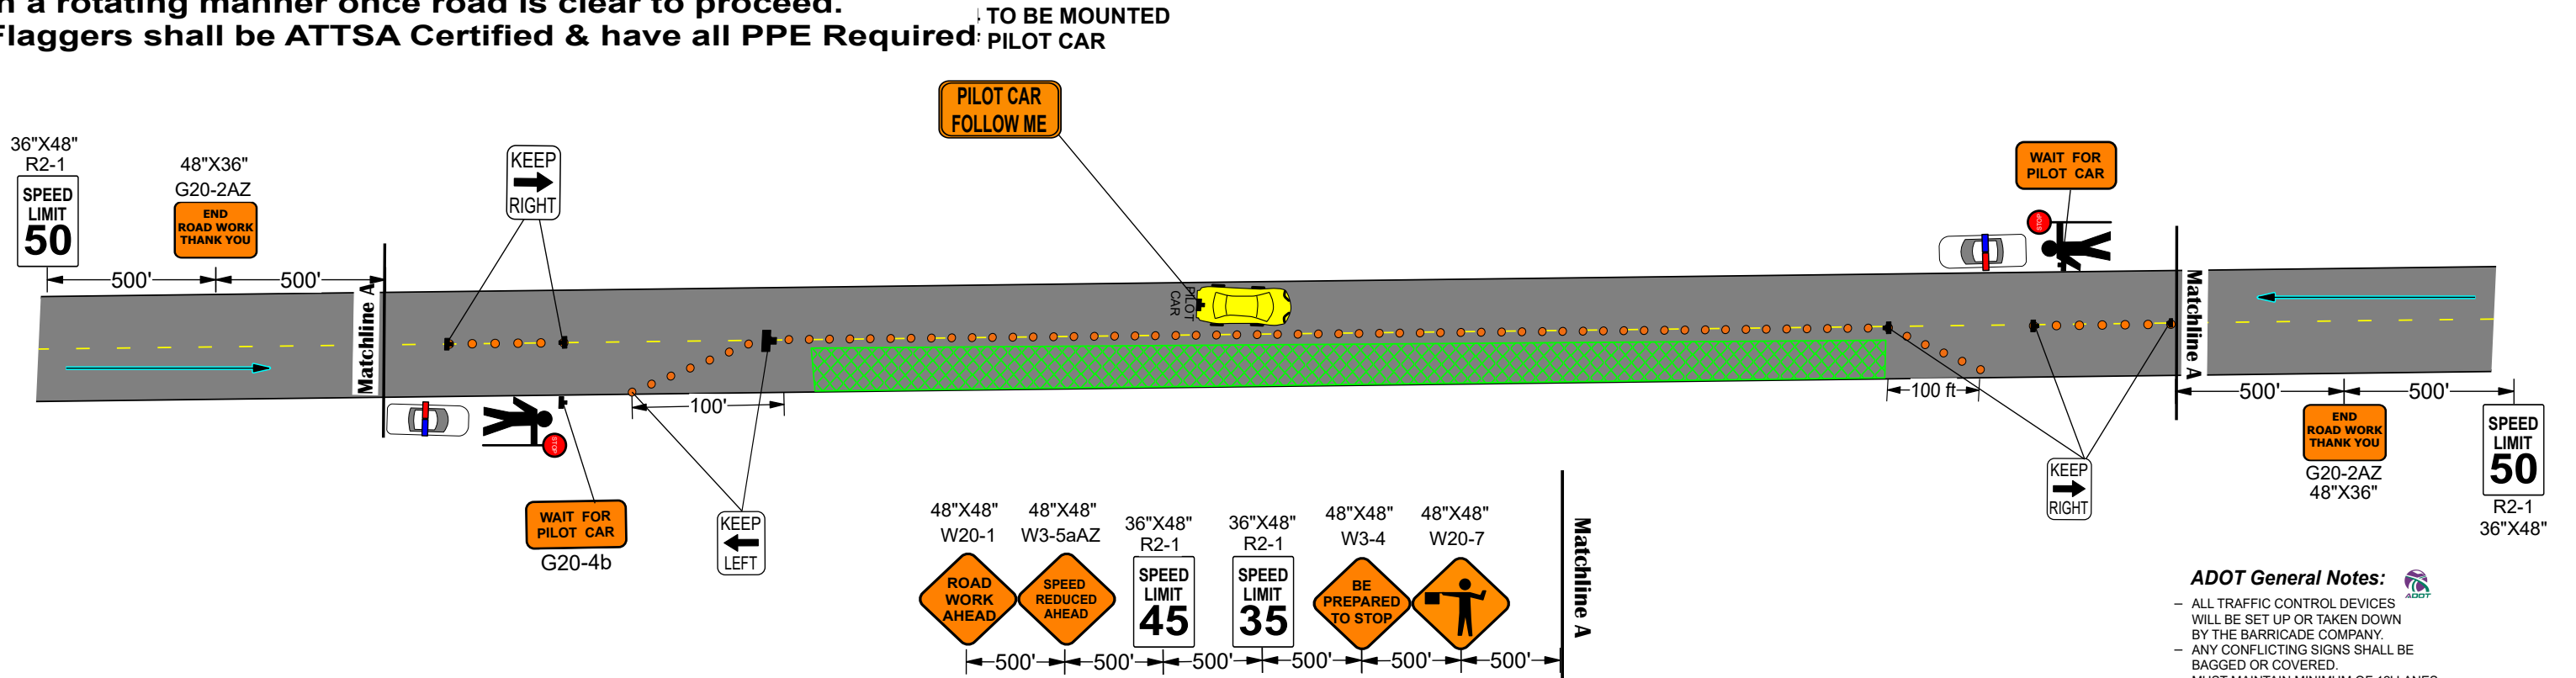 n a rotating manner once road is clear to proceed.
Flaggers shall be ATTSA Certified & have all PPE Required
TO BE MOUNTED
PILOT CAR
PILOT CAR
FOLLOW ME
36"X48"
R2-1
SPEED
LIMIT
50
48"X36"
G20-2AZ
END
ROAD WORK
THANK YOU
500'
500'
KEEP
RIGHT
WAIT FOR
PILOT CAR
STOP
Matchline A
PILOT
CAR
Matchline A
100'
100 ft
500'
500'
STOP
WAIT FOR
PILOT CAR
G20-4b
KEEP
LEFT
KEEP
RIGHT
END
ROAD WORK
THANK YOU
G20-2AZ
48"X36"
SPEED
LIMIT
50
R2-1
36"X48"
48"X48"
W20-1
ROAD
WORK
AHEAD
48"X48"
W3-5aAZ
SPEED
REDUCED
AHEAD
36"X48"
R2-1
SPEED
LIMIT
45
36"X48"
R2-1
SPEED
LIMIT
35
48"X48"
W3-4
BE
PREPARED
TO STOP
48"X48"
W20-7
Matchline A
500'
500'
500'
500'
500'
500'
ADOT General Notes:
ADOT
– ALL TRAFFIC CONTROL DEVICES
WILL BE SET UP OR TAKEN DOWN
BY THE BARRICADE COMPANY.
– ANY CONFLICTING SIGNS SHALL BE
BAGGED OR COVERED.